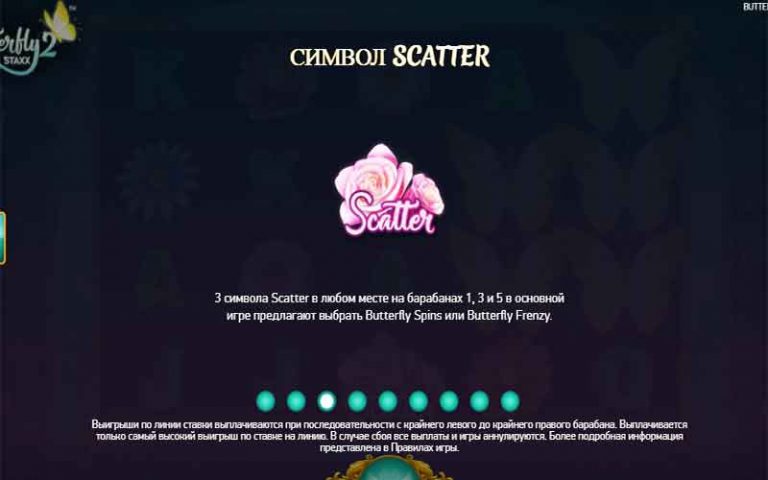 erfly 2
STAXX
™
BUTTER
СИМВОЛ SCATTER
Scatter
3 символа Scatter в любом месте на барабанах 1, 3 и 5 в основной
игре предлагают выбрать Butterfly Spins или Butterfly Frenzy.
Выигрыши по линии ставки выплачиваются при последовательности с крайнего левого до крайнего правого барабана. Выплачивается
только самый высокий выигрыш по ставке на линию. В случае сбоя все выплаты и игры аннулируются. Более подробная информация
представлена в Правилах игры.